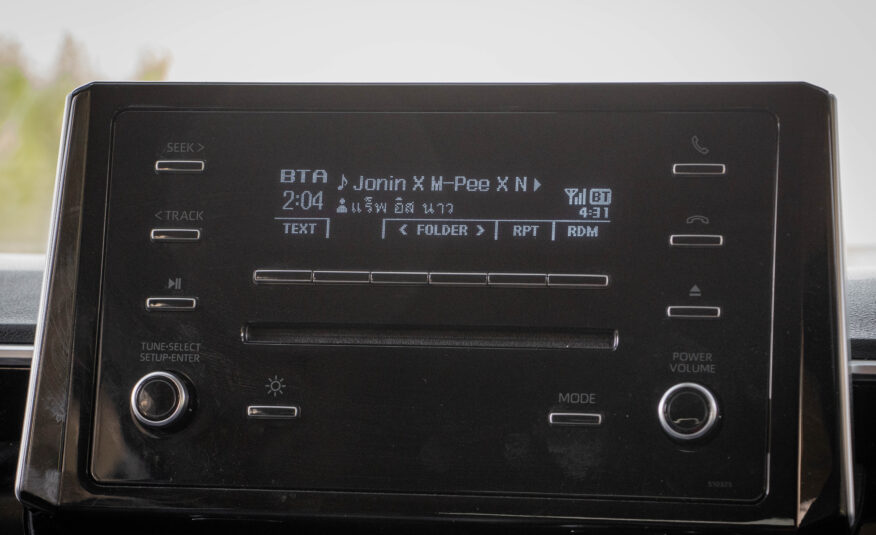 SEEK >
< TRACK
TUNE•SELECT
SETUP•ENTER
BTA
♪ Jonin X M-Pee X N ▶
2:04
แร็พ อิส นาว
BT
4:31
TEXT
< FOLDER >
RPT
RDM
POWER
VOLUME
MODE
510373